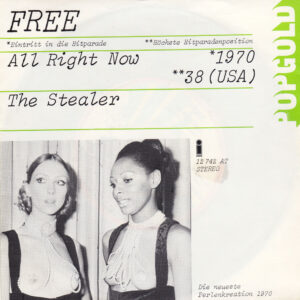 FREE
*Eintritt in die Hitparade **Höchste Hitparadenposition
All Right Now *1970
**38 (USA)
The Stealer
POPGOLD
i
12 742 AT
STEREO
Die neueste
Perlenkreation 1970